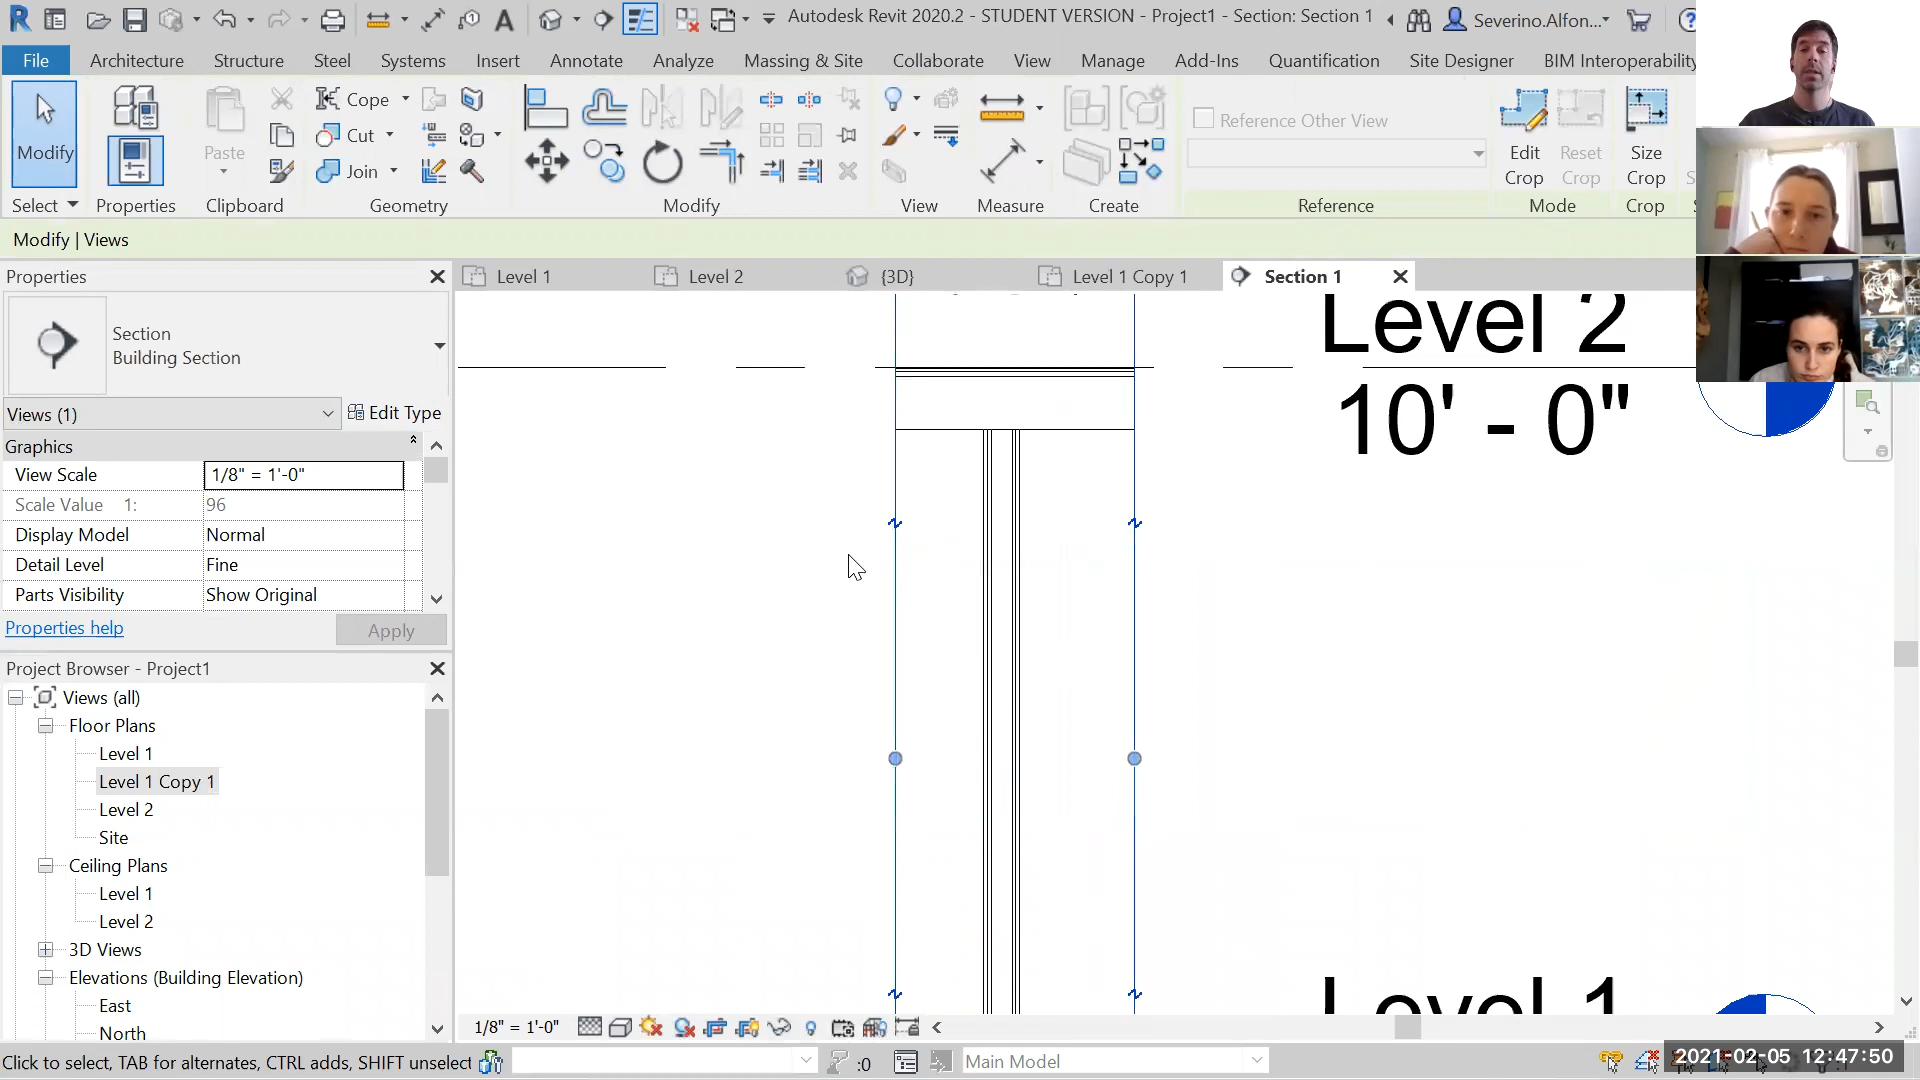 Autodesk Revit 2020.2 - STUDENT VERSION - Project1 - Section: Section 1
Severino.Alfon...
File Architecture Structure Steel Systems Insert Annotate Analyze Massing & Site Collaborate View Manage Add-Ins Quantification Site Designer BIM Interoperability
Modify
Paste
Cope
Cut
Join
Reference Other View
Edit Crop
Reset Crop
Size Crop
Select Properties Clipboard Geometry Modify View Measure Create Reference Mode Crop
Modify | Views
Properties
Level 1 Level 2 {3D} Level 1 Copy 1 Section 1
Section
Building Section
Views (1) Edit Type
Graphics
View Scale 1/8" = 1'-0"
Scale Value 1: 96
Display Model Normal
Detail Level Fine
Parts Visibility Show Original
Properties help Apply
Level 2
10' - 0"
Project Browser - Project1
Views (all)
Floor Plans
Level 1
Level 1 Copy 1
Level 2
Site
Ceiling Plans
Level 1
Level 2
3D Views
Elevations (Building Elevation)
East
North
Level 1
1/8" = 1'-0"
Click to select, TAB for alternates, CTRL adds, SHIFT unselect
:0
Main Model
2021-02-05 12:47:50